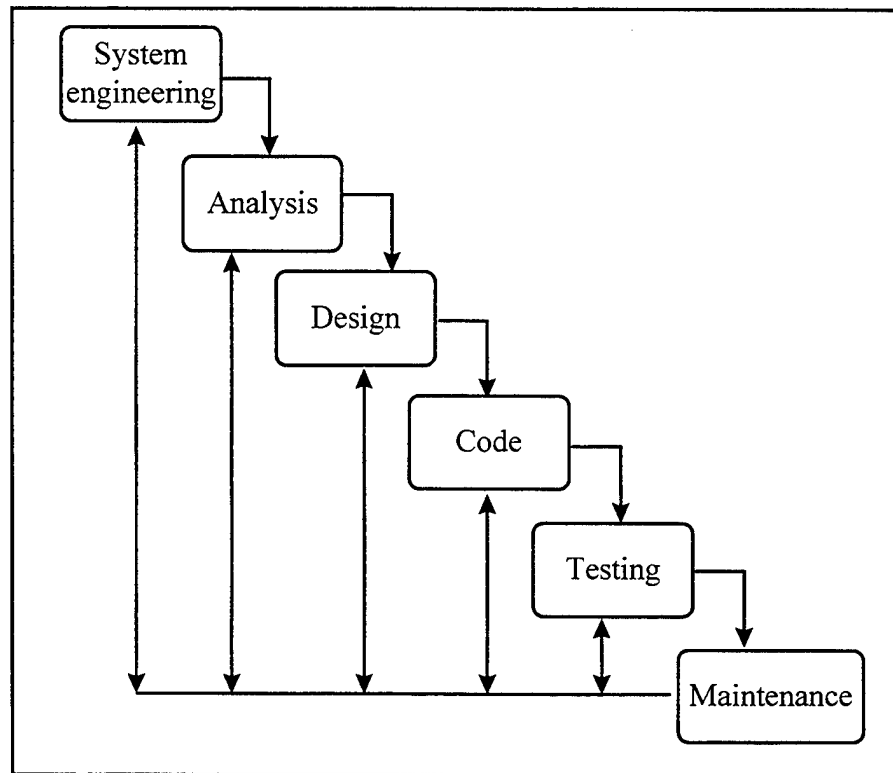 System
engineering
Analysis
Design
Code
Testing
Maintenance